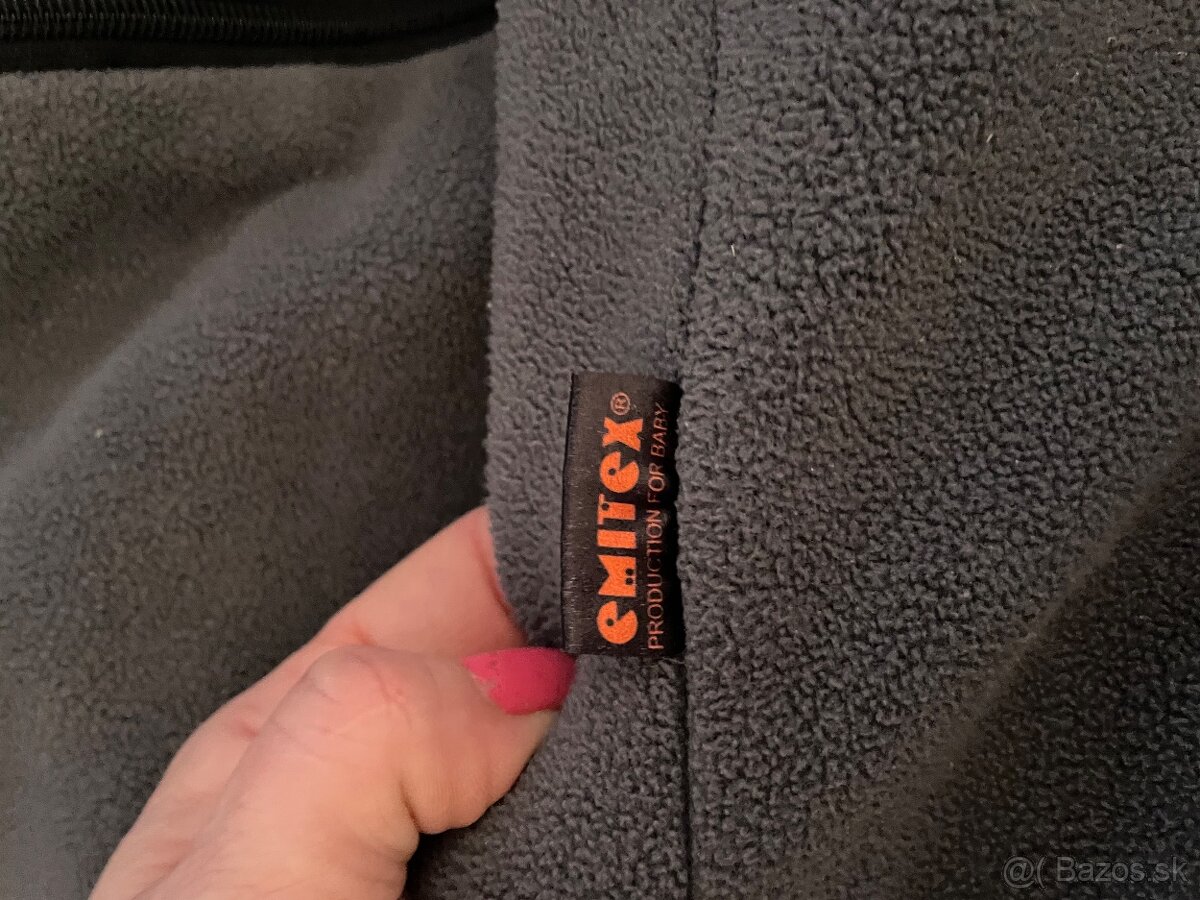 emiTex®
PRODUCTION FOR BABY
@( Bazos.sk